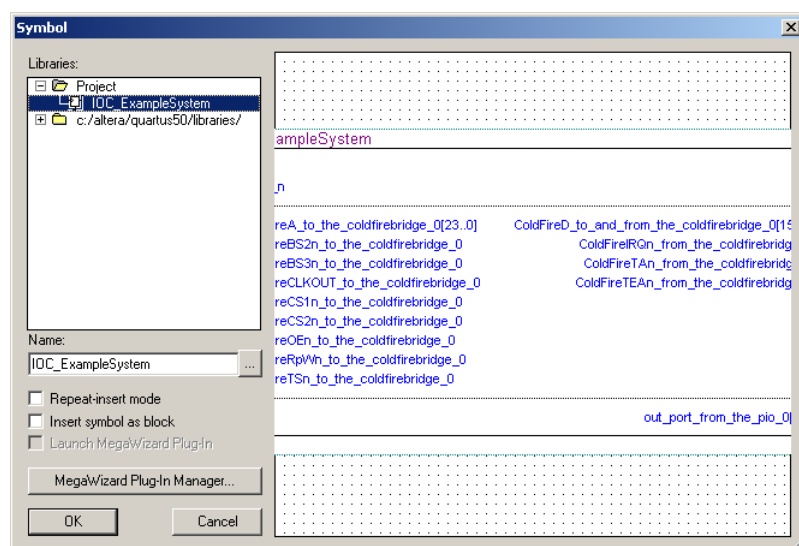 Symbol
Libraries:
Project
IOC_ExampleSystem
c:/altera/quartus50/libraries/
Name:
IOC_ExampleSystem
...
Repeat-insert mode
Insert symbol as block
Launch MegaWizard Plug-In
MegaWizard Plug-In Manager...
OK
Cancel
ampleSystem
_n
reA_to_the_coldfirebridge_0[23..0]
reBS2n_to_the_coldfirebridge_0
reBS3n_to_the_coldfirebridge_0
reCLKOUT_to_the_coldfirebridge_0
reCS1n_to_the_coldfirebridge_0
reCS2n_to_the_coldfirebridge_0
reOEn_to_the_coldfirebridge_0
reRpWn_to_the_coldfirebridge_0
reTSn_to_the_coldfirebridge_0
ColdFireD_to_and_from_the_coldfirebridge_0[15
ColdFireIRQn_from_the_coldfirebridg
ColdFireTAn_from_the_coldfirebridg
ColdFireTEAn_from_the_coldfirebridg
out_port_from_the_pio_0[